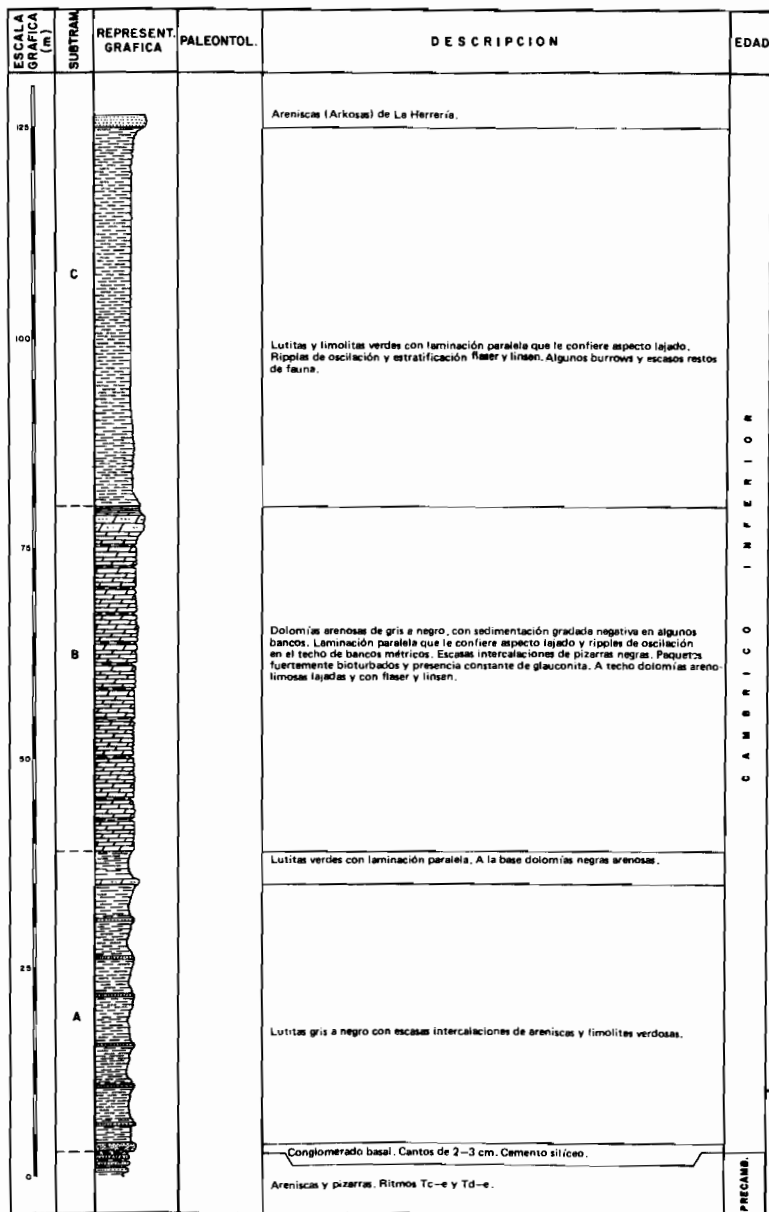 ESCALA GRAFICA (m)
SUBTRAM.
REPRESENT. GRAFICA
PALEONTOL.
DESCRIPCION
EDAD
Areniscas (Arkosas) de La Herrería.
125
C
100
Lutitas y limolitas verdes con laminación paralela que le confiere aspecto lajado.
Ripples de oscilación y estratificación flaser y linsen. Algunos burrows y escasos restos
de fauna.
CAMBRICO INFERIOR
75
B
Dolomías arenosas de gris a negro, con sedimentación gradada negativa en algunos
bancos. Laminación paralela que le confiere aspecto lajado y ripples de oscilación
en el techo de bancos métricos. Escasas intercalaciones de pizarras negras. Paquetes
fuertemente bioturbados y presencia constante de glauconita. A techo dolomías areno-
limosas lajadas y con flaser y linsen.
50
Lutitas verdes con laminación paralela. A la base dolomías negras arenosas.
25
A
Lutitas gris a negro con escasas intercalaciones de areniscas y limolites verdosas.
Conglomerado basal. Cantos de 2–3 cm. Cemento silíceo.
0
Areniscas y pizarras. Ritmos Tc–e y Td–e.
PRECAMB.